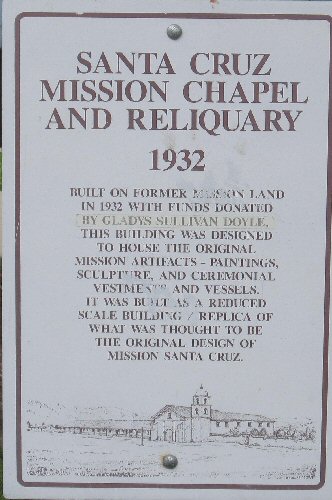 SANTA CRUZ
MISSION CHAPEL
AND RELIQUARY
1932
BUILT ON FORMER MISSION LAND
IN 1932 WITH FUNDS DONATED
BY GLADYS SULLIVAN DOYLE,
THIS BUILDING WAS DESIGNED
TO HOUSE THE ORIGINAL
MISSION ARTIFACTS - PAINTINGS,
SCULPTURE, AND CEREMONIAL
VESTMENTS AND VESSELS.
IT WAS BUILT AS A REDUCED
SCALE BUILDING / REPLICA OF
WHAT WAS THOUGHT TO BE
THE ORIGINAL DESIGN OF
MISSION SANTA CRUZ.